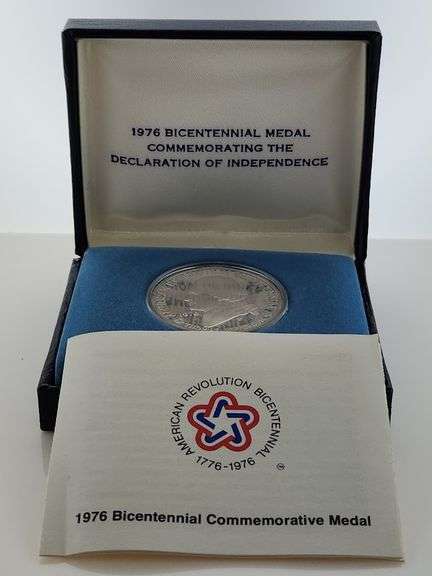 1976 BICENTENNIAL MEDAL
COMMEMORATING THE
DECLARATION OF INDEPENDENCE
AMERICAN REVOLUTION BICENTENNIAL
1776-1976
1976 Bicentennial Commemorative Medal